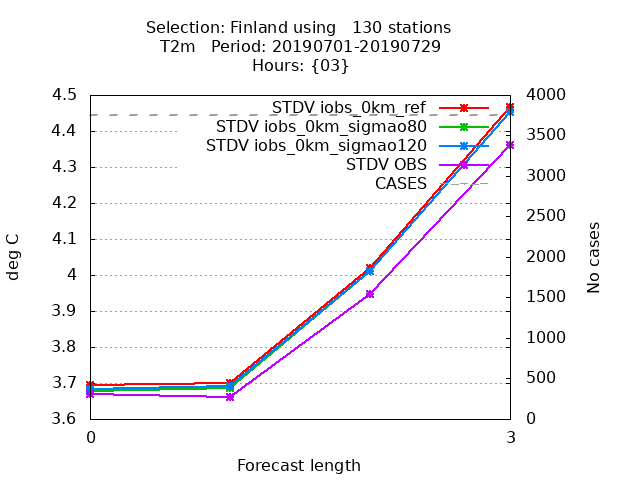 Selection: Finland using   130 stations
T2m   Period: 20190701-20190729
Hours: {03}
4.5
4.4
4.3
4.2
4.1
4
3.9
3.8
3.7
3.6
deg C
STDV iobs_0km_ref
STDV iobs_0km_sigmao80
STDV iobs_0km_sigmao120
STDV OBS
CASES
4000
3500
3000
2500
2000
1500
1000
500
0
No cases
0
3
Forecast length